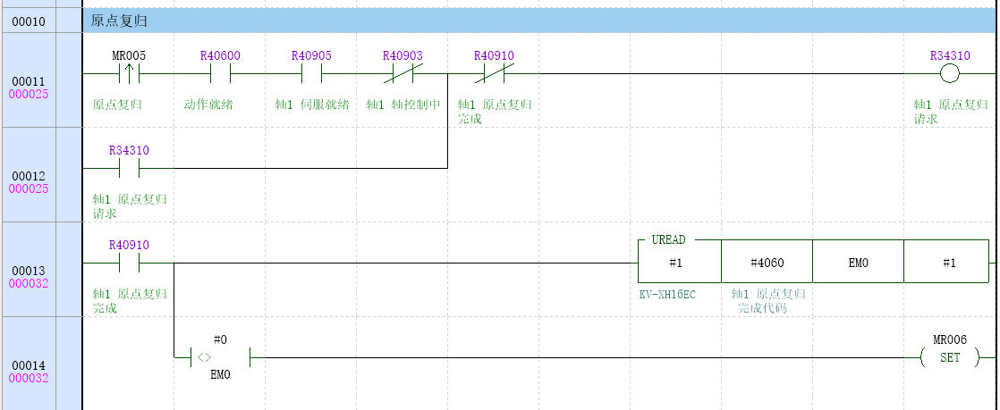 00010 原点复归
MR005 R40600 R40905 R40903 R40910 R34310
00011
000025
原点复归 动作就绪 轴1 伺服就绪 轴1 轴控制中 轴1 原点复归 轴1 原点复归
完成 请求
R34310
00012
000025
轴1 原点复归
请求
R40910 UREAD
00013 #1 #4060 EM0 #1
000032
轴1 原点复归 KV-XH16EC 轴1 原点复归
完成 完成代码
#0 MR006
00014 <> SET
000032 EM0